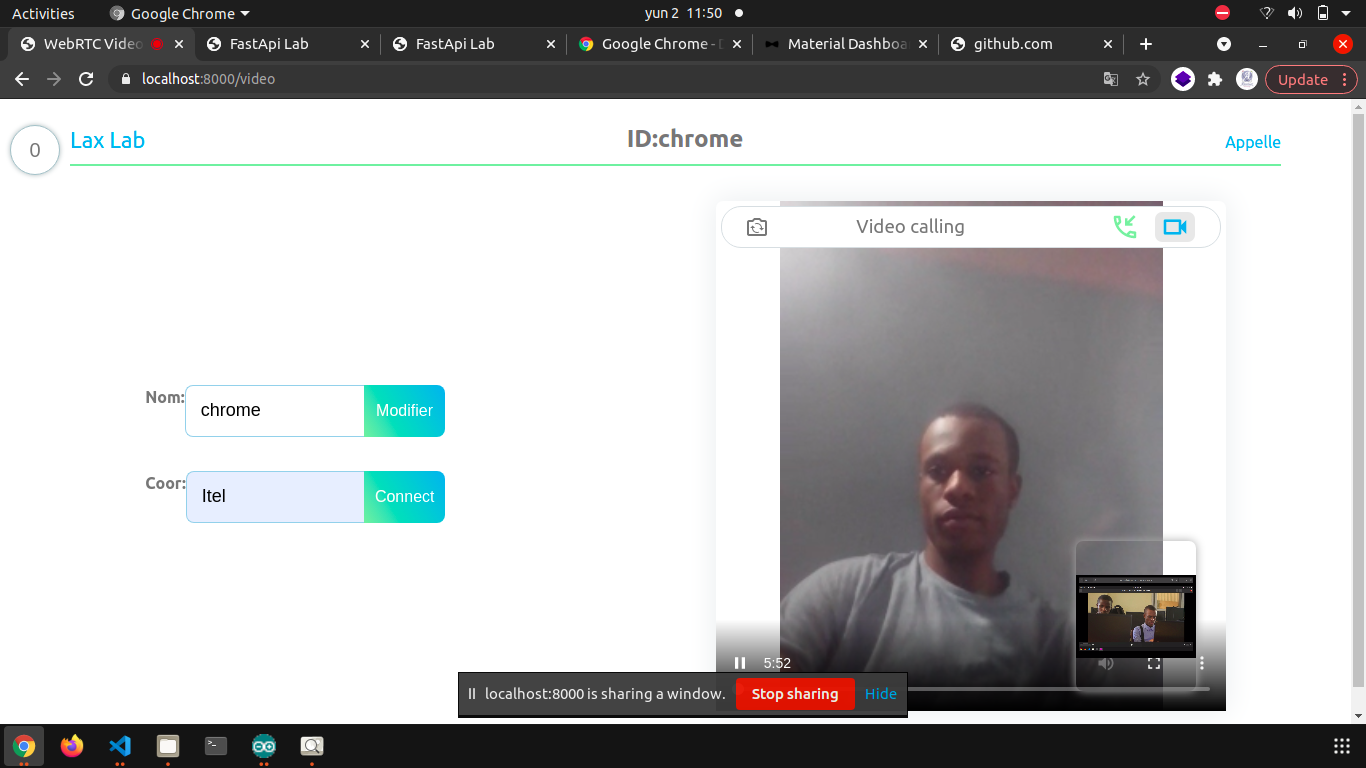 Activities Google Chrome yun 2 11:50
WebRTC Video FastApi Lab FastApi Lab Google Chrome - D Material Dashboa github.com
localhost:8000/video Update
0 Lax Lab ID:chrome Appelle
Video calling
Nom: chrome Modifier
Coor: Itel Connect
5:52
localhost:8000 is sharing a window. Stop sharing Hide